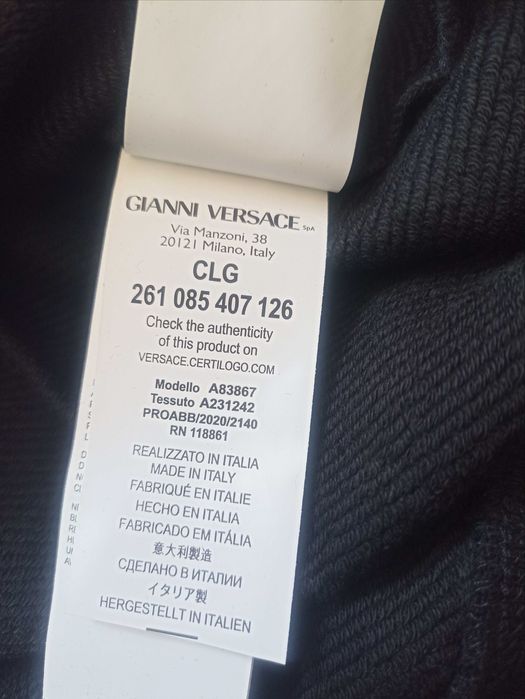 GIANNI VERSACE SpA
Via Manzoni, 38
20121 Milano, Italy
CLG
261 085 407 126
Check the authenticity
of this product on
VERSACE.CERTILOGO.COM
Modello A83867
Tessuto A231242
PROABB/2020/2140
RN 118861
REALIZZATO IN ITALIA
MADE IN ITALY
FABRIQUÉ EN ITALIE
HECHO EN ITALIA
FABRICADO EM ITÁLIA
意大利製造
СДЕЛАНО В ИТАЛИИ
イタリア製
HERGESTELLT IN ITALIEN